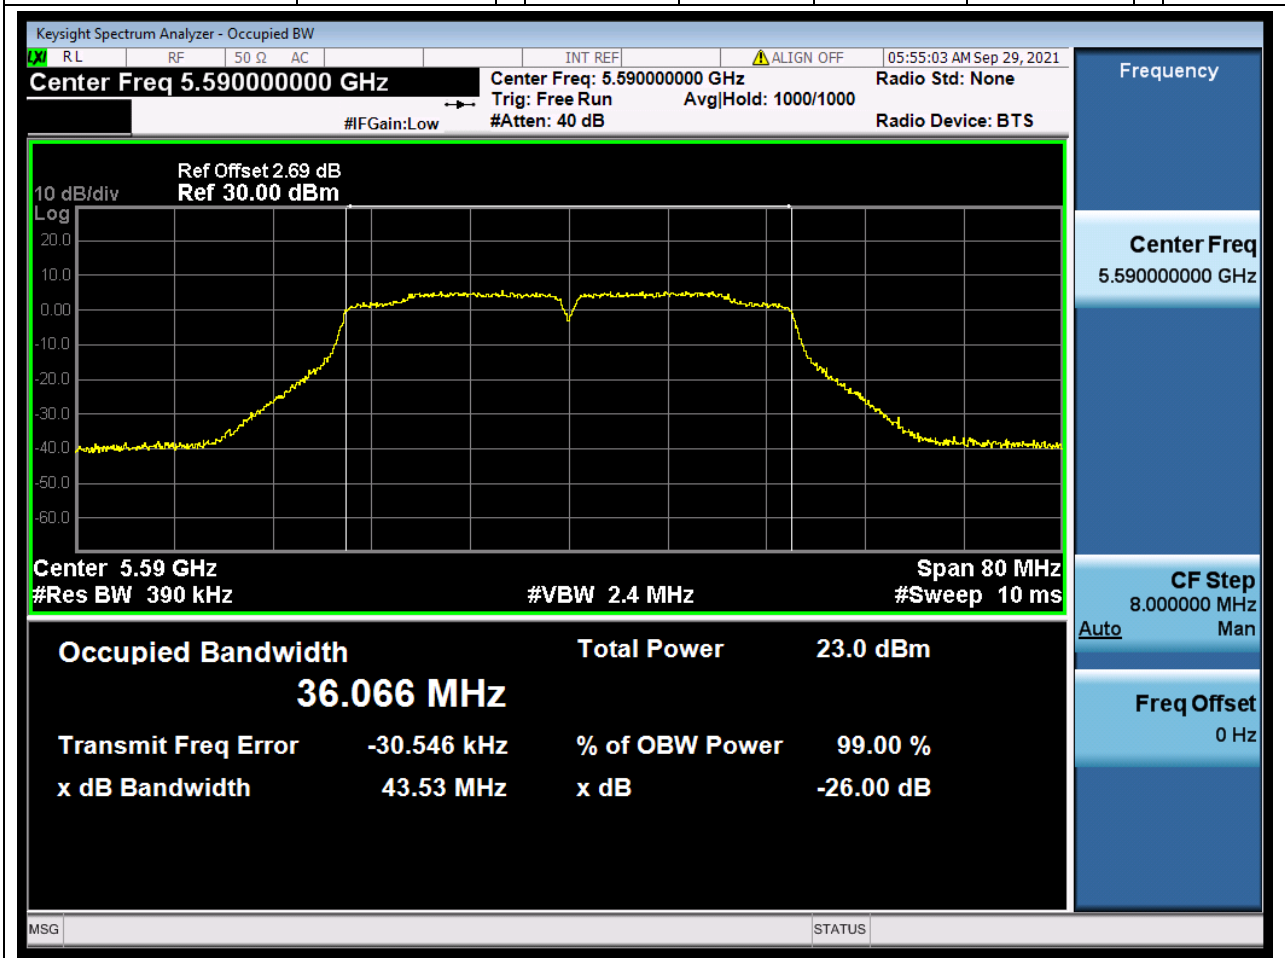 Keysight Spectrum Analyzer - Occupied BW
LXI RL RF 50 Ω AC INT REF ALIGN OFF 05:55:03 AM Sep 29, 2021
Center Freq 5.590000000 GHz Center Freq: 5.590000000 GHz Radio Std: None
Trig: Free Run Avg|Hold: 1000/1000
#IFGain:Low #Atten: 40 dB Radio Device: BTS
Ref Offset 2.69 dB
10 dB/div Ref 30.00 dBm
Log
20.0
10.0
0.00
-10.0
-20.0
-30.0
-40.0
-50.0
-60.0
Center 5.59 GHz Span 80 MHz
#Res BW 390 kHz #VBW 2.4 MHz #Sweep 10 ms
Occupied Bandwidth Total Power 23.0 dBm
36.066 MHz
Transmit Freq Error -30.546 kHz % of OBW Power 99.00 %
x dB Bandwidth 43.53 MHz x dB -26.00 dB
MSG STATUS
Frequency
Center Freq
5.590000000 GHz
CF Step
8.000000 MHz
Auto Man
Freq Offset
0 Hz